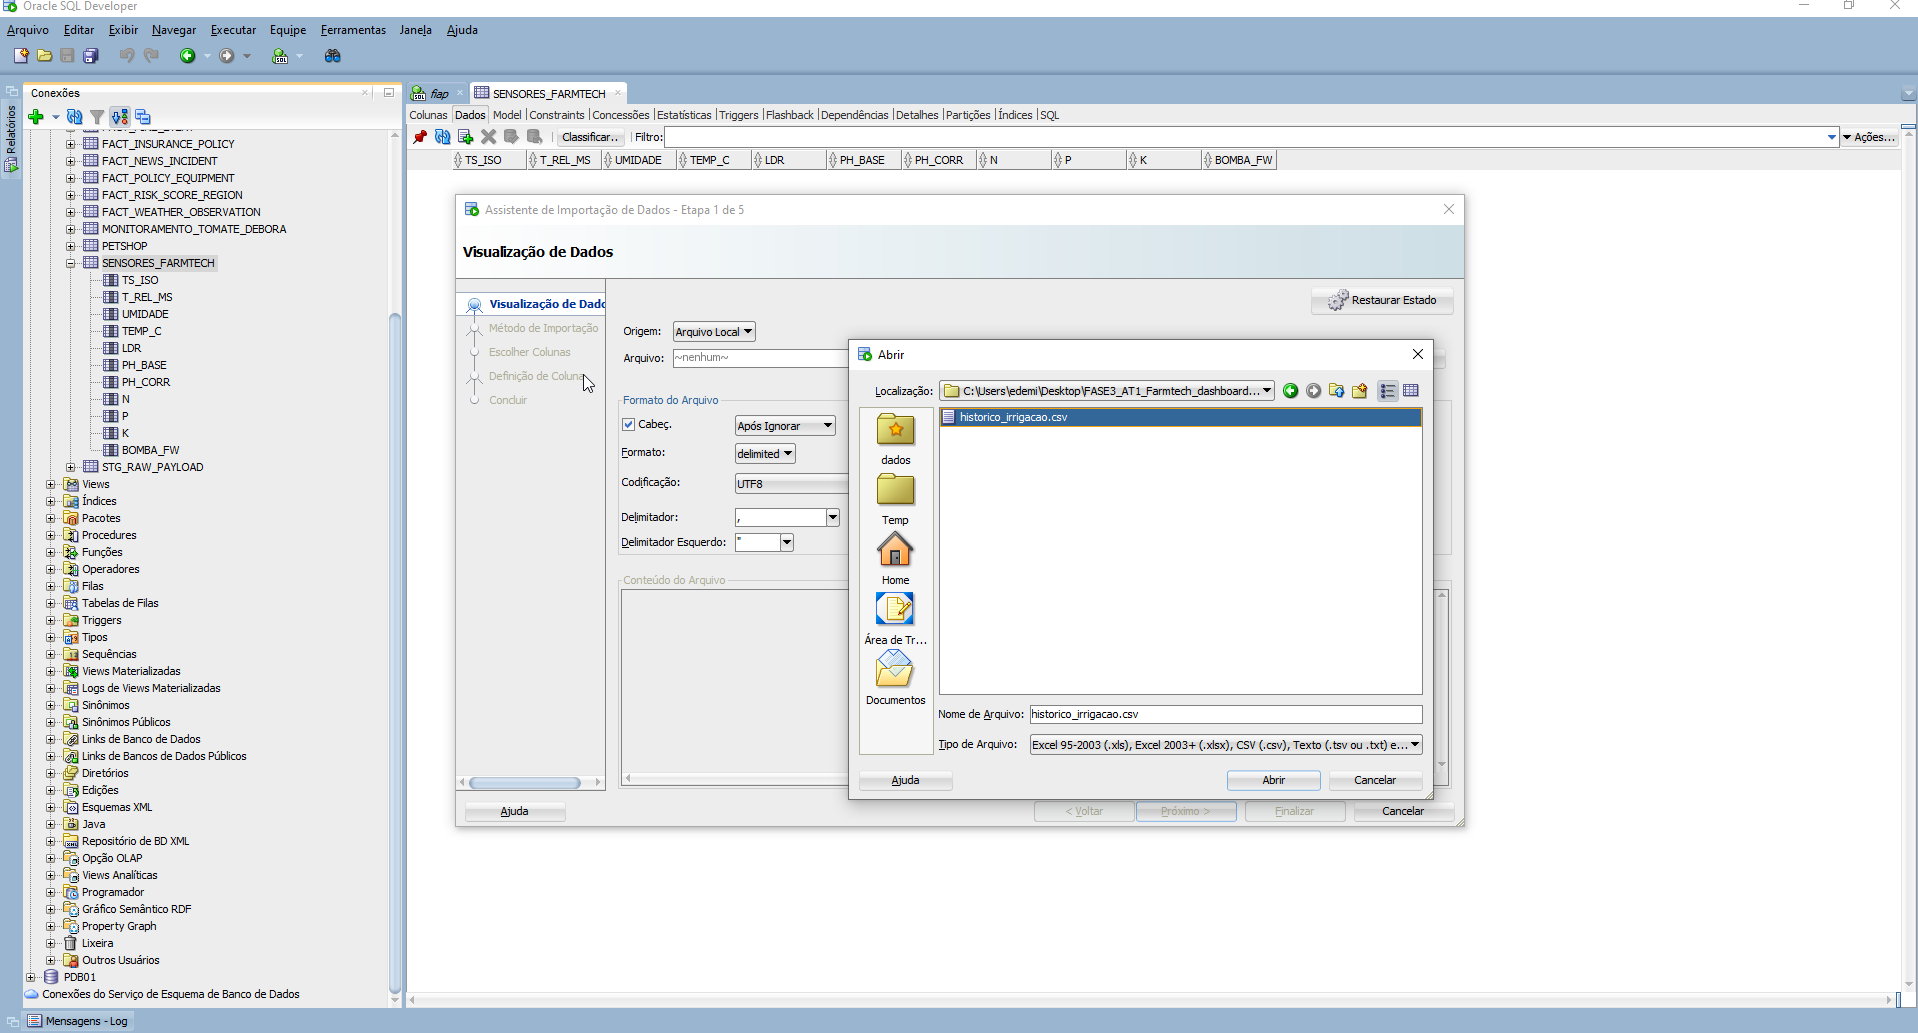 Oracle SQL Developer
Arquivo Editar Exibir Navegar Executar Equipe Ferramentas Janela Ajuda
SQL
Relatórios
Conexões
FACT_INSURANCE_POLICY
FACT_NEWS_INCIDENT
FACT_POLICY_EQUIPMENT
FACT_RISK_SCORE_REGION
FACT_WEATHER_OBSERVATION
MONITORAMENTO_TOMATE_DEBORA
PETSHOP
SENSORES_FARMTECH
TS_ISO
T_REL_MS
UMIDADE
TEMP_C
LDR
PH_BASE
PH_CORR
N
P
K
BOMBA_FW
STG_RAW_PAYLOAD
Views
Índices
Pacotes
Procedures
Funções
Operadores
Filas
Tabelas de Filas
Triggers
Tipos
Sequências
Views Materializadas
Logs de Views Materializadas
Sinônimos
Sinônimos Públicos
Links de Banco de Dados
Links de Bancos de Dados Públicos
Diretórios
Edições
Esquemas XML
Java
Repositório de BD XML
Opção OLAP
Views Analíticas
Programador
Gráfico Semântico RDF
Property Graph
Lixeira
Outros Usuários
PDB01
Conexões do Serviço de Esquema de Banco de Dados
Mensagens - Log
fiap
SENSORES_FARMTECH
Colunas Dados Model Constraints Concessões Estatísticas Triggers Flashback Dependências Detalhes Partições Índices SQL
Classificar.. Filtro: Ações...
TS_ISO T_REL_MS UMIDADE TEMP_C LDR PH_BASE PH_CORR N P K BOMBA_FW
Assistente de Importação de Dados - Etapa 1 de 5
Visualização de Dados
Visualização de Dado
Método de Importação
Escolher Colunas
Definição de Coluna
Concluir
Restaurar Estado
Origem: Arquivo Local
Arquivo: ~nenhum~
Formato do Arquivo
Cabeç. Após Ignorar
Formato: delimited
Codificação: UTF8
Delimitador: ,
Delimitador Esquerdo: "
Conteúdo do Arquivo
Ajuda
< Voltar Próximo > Finalizar Cancelar
Abrir
Localização: C:\Users\edemi\Desktop\FASE3_AT1_Farmtech_dashboard...
historico_irrigacao.csv
dados
Temp
Home
Área de Tr...
Documentos
Nome de Arquivo: historico_irrigacao.csv
Tipo de Arquivo: Excel 95-2003 (.xls), Excel 2003+ (.xlsx), CSV (.csv), Texto (.tsv ou .txt) e...
Ajuda Abrir Cancelar